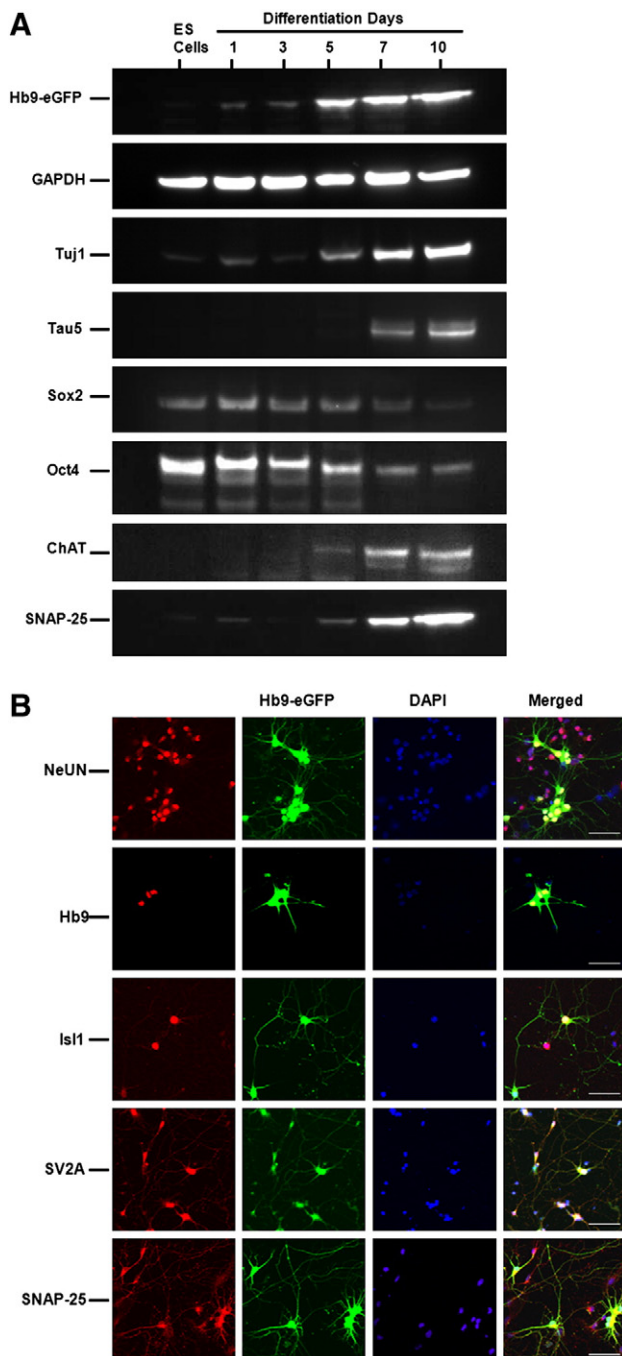 A
ES
Cells
Differentiation Days
1 3 5 7 10
Hb9-eGFP
GAPDH
Tuj1
Tau5
Sox2
Oct4
ChAT
SNAP-25
B
Hb9-eGFP DAPI Merged
NeUN
Hb9
Isl1
SV2A
SNAP-25